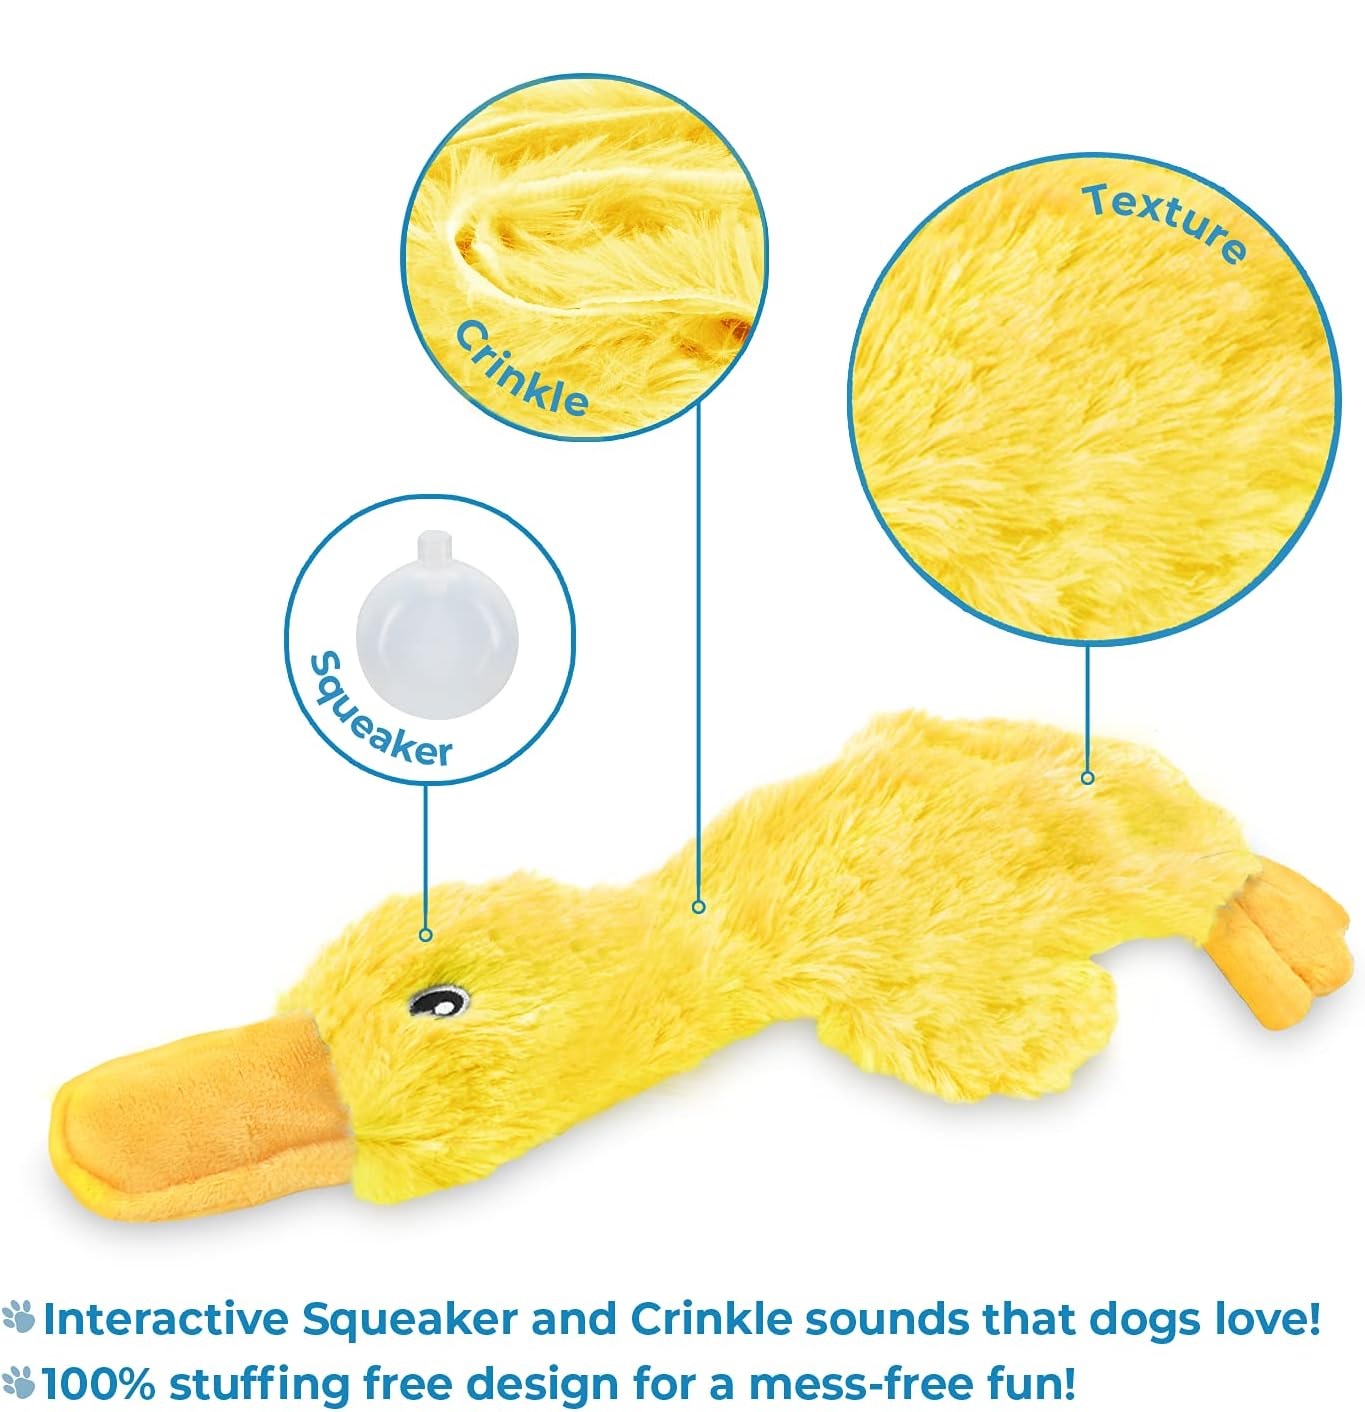 Crinkle
Texture
Squeaker
Interactive Squeaker and Crinkle sounds that dogs love!
100% stuffing free design for a mess-free fun!